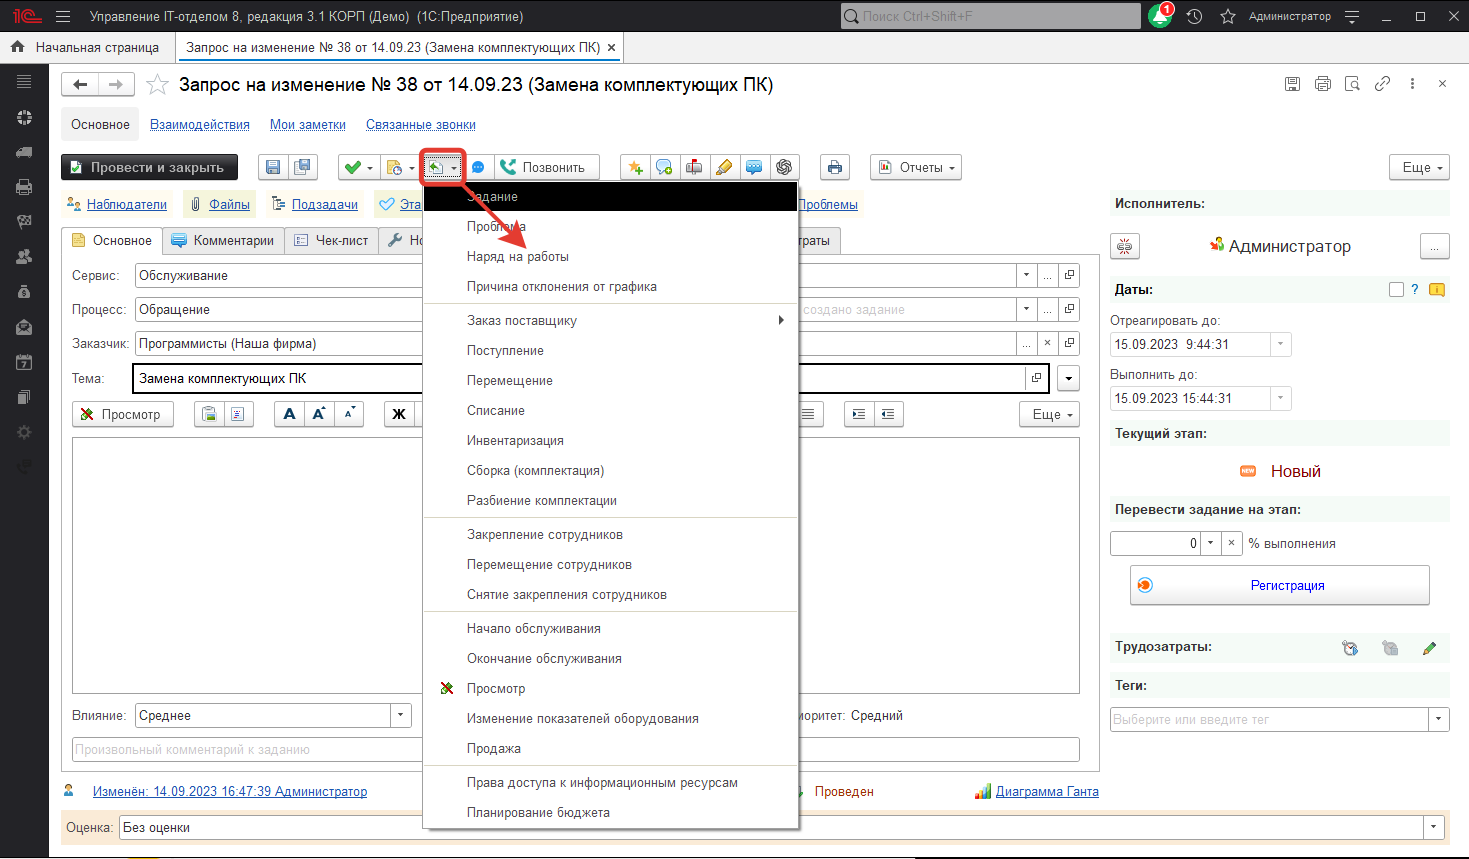 Управление IT-отделом 8, редакция 3.1 КОРП (Демо) (1С:Предприятие)
Поиск Ctrl+Shift+F
1
Администратор
Начальная страница
Запрос на изменение № 38 от 14.09.23 (Замена комплектующих ПК) ×
Запрос на изменение № 38 от 14.09.23 (Замена комплектующих ПК)
Основное Взаимодействия Мои заметки Связанные звонки
Провести и закрыть Позвонить Отчеты Еще
Наблюдатели Файлы Подзадачи Эта Проблемы
Основное Комментарии Чек-лист
Сервис: Обслуживание
Процесс: Обращение создано задание
Заказчик: Программисты (Наша фирма)
Тема: Замена комплектующих ПК
Просмотр А А А Ж Еще
Влияние: Среднее оритет: Средний
Произвольный комментарий к заданию
Изменён: 14.09.2023 16:47:39 Администратор Проведен Диаграмма Ганта
Оценка: Без оценки
Задание
Проблема
Наряд на работы
Причина отклонения от графика
Заказ поставщику
Поступление
Перемещение
Списание
Инвентаризация
Сборка (комплектация)
Разбиение комплектации
Закрепление сотрудников
Перемещение сотрудников
Снятие закрепления сотрудников
Начало обслуживания
Окончание обслуживания
Просмотр
Изменение показателей оборудования
Продажа
Права доступа к информационным ресурсам
Планирование бюджета
Исполнитель:
Администратор ...
Даты: ?
Отреагировать до:
15.09.2023 9:44:31
Выполнить до:
15.09.2023 15:44:31
Текущий этап:
NEW Новый
Перевести задание на этап:
0 × % выполнения
Регистрация
Трудозатраты:
Теги:
Выберите или введите тег